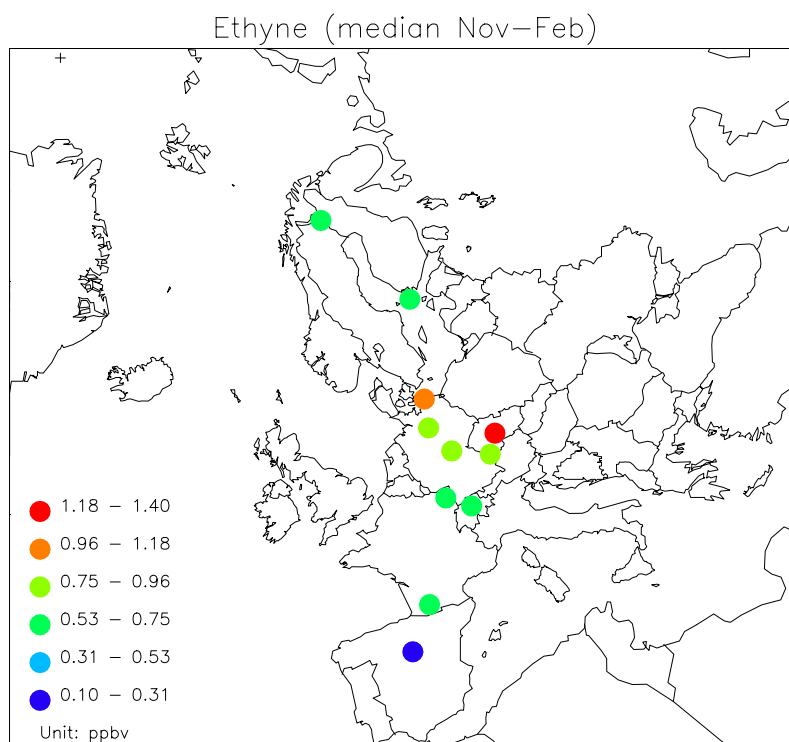 Ethyne (median Nov-Feb)
1.18 - 1.40
0.96 - 1.18
0.75 - 0.96
0.53 - 0.75
0.31 - 0.53
0.10 - 0.31
Unit: ppbv